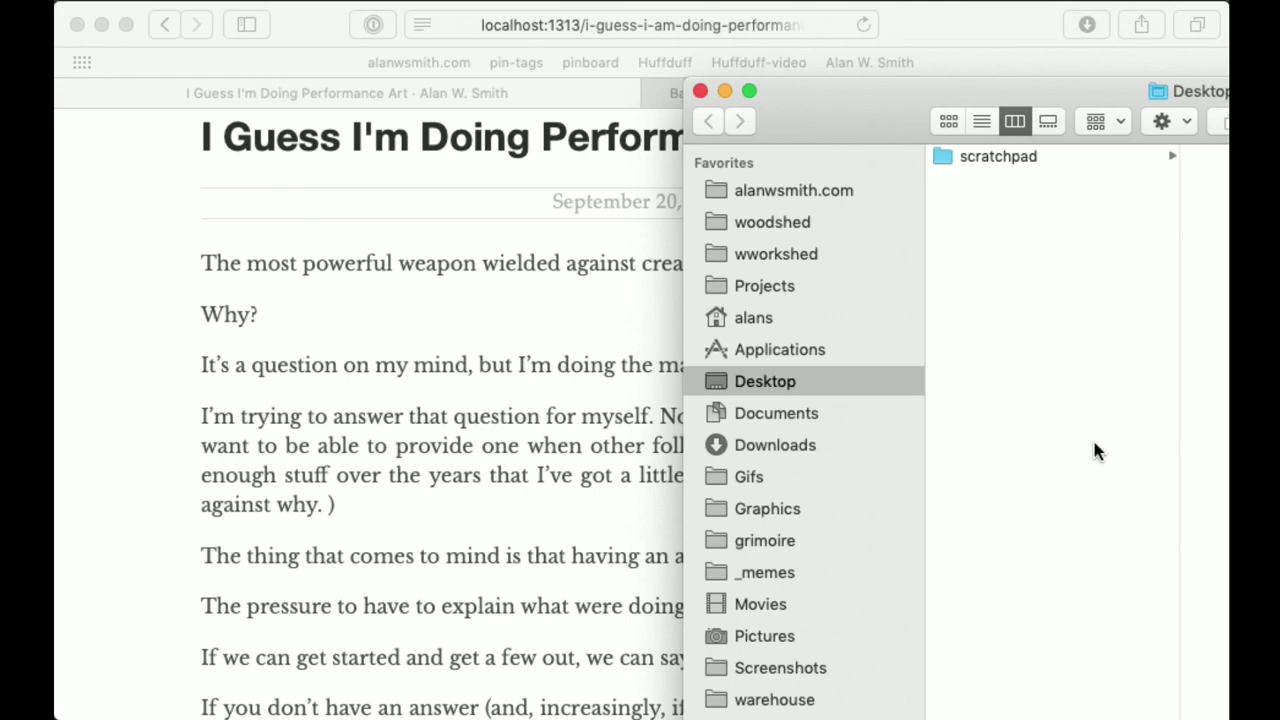 localhost:1313/i-guess-i-am-doing-performan
alanwsmith.com pin-tags pinboard Huffduff Huffduff-video Alan W. Smith
I Guess I'm Doing Performance Art · Alan W. Smith
I Guess I'm Doing Perform
September 20,
The most powerful weapon wielded against crea
Why?
It's a question on my mind, but I'm doing the ma
I'm trying to answer that question for myself. No
want to be able to provide one when other foll
enough stuff over the years that I've got a little
against why. )
The thing that comes to mind is that having an a
The pressure to have to explain what were doing
If we can get started and get a few out, we can say
If you don't have an answer (and, increasingly, if
Desktop
Favorites
alanwsmith.com
woodshed
wworkshed
Projects
alans
Applications
Desktop
Documents
Downloads
Gifs
Graphics
grimoire
_memes
Movies
Pictures
Screenshots
warehouse
scratchpad